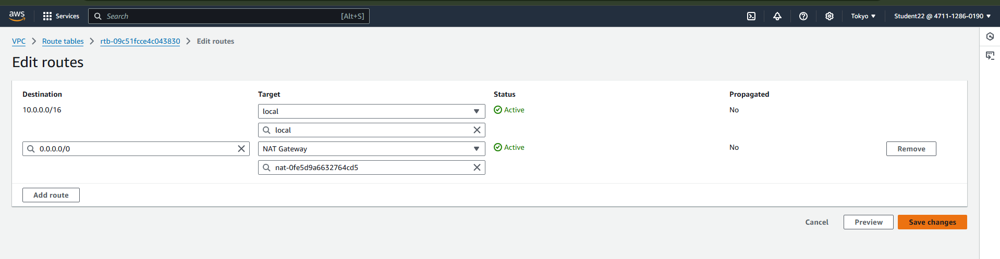 aws Services Search [Alt+S] Tokyo Student22 @ 4711-1286-0190
VPC Route tables rtb-09c51fcce4c043830 Edit routes
Edit routes
Destination Target Status Propagated
10.0.0.0/16 local Active No
local
0.0.0.0/0 NAT Gateway Active No Remove
nat-0fe5d9a6632764cd5
Add route
Cancel Preview Save changes